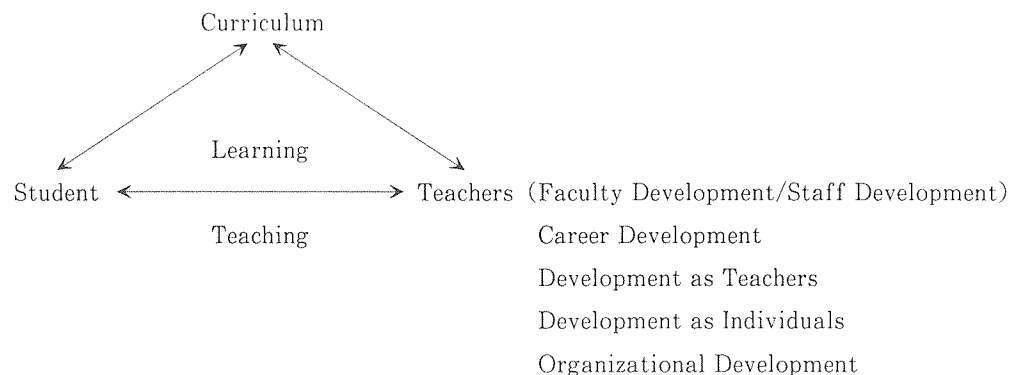 Curriculum
Learning
Student Teachers (Faculty Development/Staff Development)
Teaching Career Development
Development as Teachers
Development as Individuals
Organizational Development